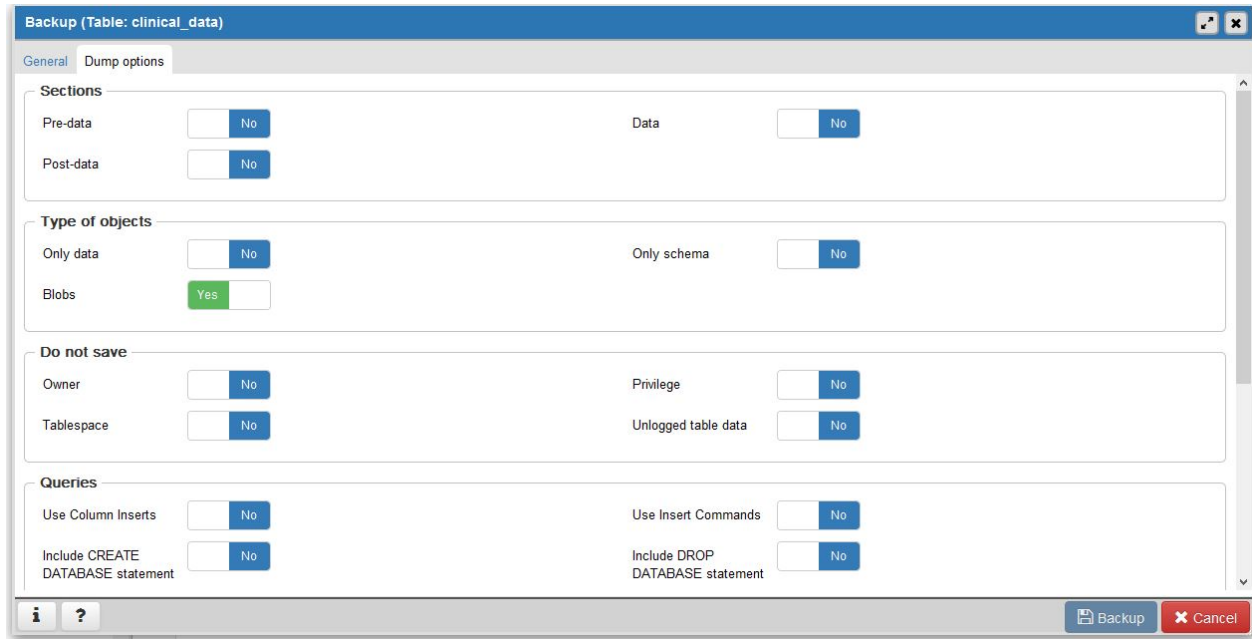 Backup (Table: clinical_data)
General Dump options
Sections
Pre-data No Data No
Post-data No
Type of objects
Only data No Only schema No
Blobs Yes
Do not save
Owner No Privilege No
Tablespace No Unlogged table data No
Queries
Use Column Inserts No Use Insert Commands No
Include CREATE No Include DROP No
DATABASE statement DATABASE statement
i ? Backup Cancel